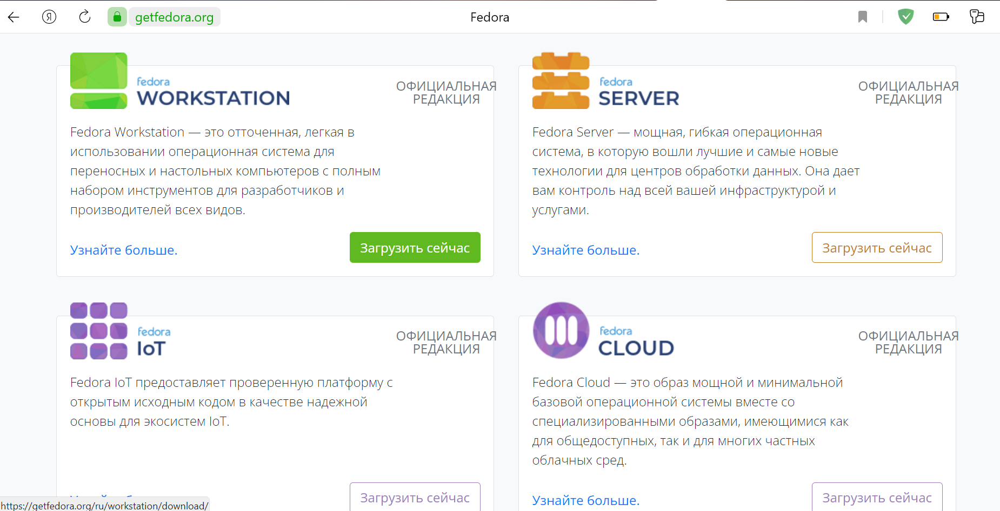 getfedora.org
Fedora
fedora
WORKSTATION
ОФИЦИАЛЬНАЯ
РЕДАКЦИЯ
Fedora Workstation — это отточенная, легкая в
использовании операционная система для
переносных и настольных компьютеров с полным
набором инструментов для разработчиков и
производителей всех видов.
Узнайте больше.
Загрузить сейчас
fedora
SERVER
ОФИЦИАЛЬНАЯ
РЕДАКЦИЯ
Fedora Server — мощная, гибкая операционная
система, в которую вошли лучшие и самые новые
технологии для центров обработки данных. Она дает
вам контроль над всей вашей инфраструктурой и
услугами.
Узнайте больше.
Загрузить сейчас
fedora
IoT
ОФИЦИАЛЬНАЯ
РЕДАКЦИЯ
Fedora IoT предоставляет проверенную платформу с
открытым исходным кодом в качестве надежной
основы для экосистем IoT.
Загрузить сейчас
fedora
CLOUD
ОФИЦИАЛЬНАЯ
РЕДАКЦИЯ
Fedora Cloud — это образ мощной и минимальной
базовой операционной системы вместе со
специализированными образами, имеющимися как
для общедоступных, так и для многих частных
облачных сред.
Узнайте больше.
Загрузить сейчас
https://getfedora.org/ru/workstation/download/